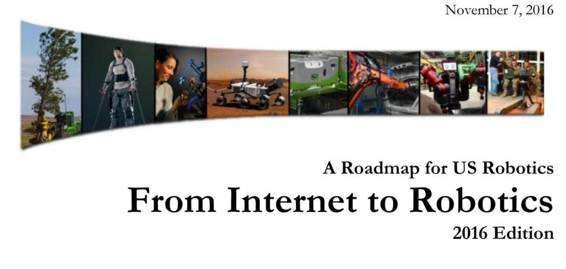 November 7, 2016
A Roadmap for US Robotics
From Internet to Robotics
2016 Edition